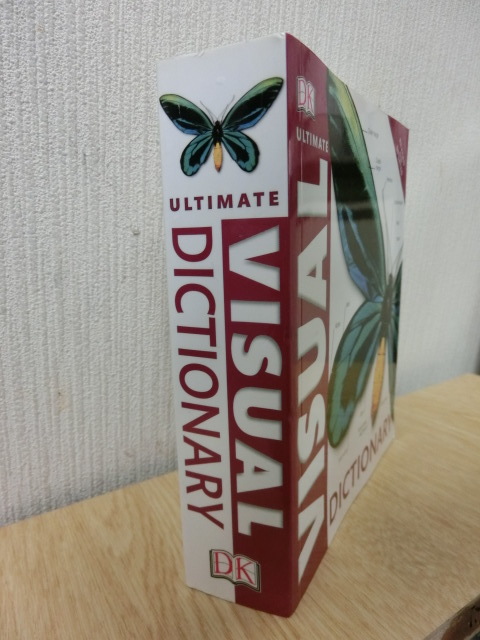 ULTIMATE
VISUAL
DICTIONARY
DK
DK
ULTIMATE
VISUAL
DICTIONARY